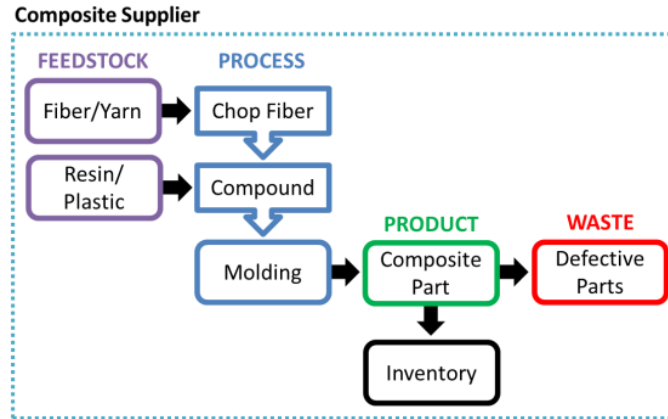 Composite Supplier
FEEDSTOCK
PROCESS
Fiber/Yarn
Chop Fiber
Resin/
Plastic
Compound
PRODUCT
WASTE
Molding
Composite
Part
Defective
Parts
Inventory